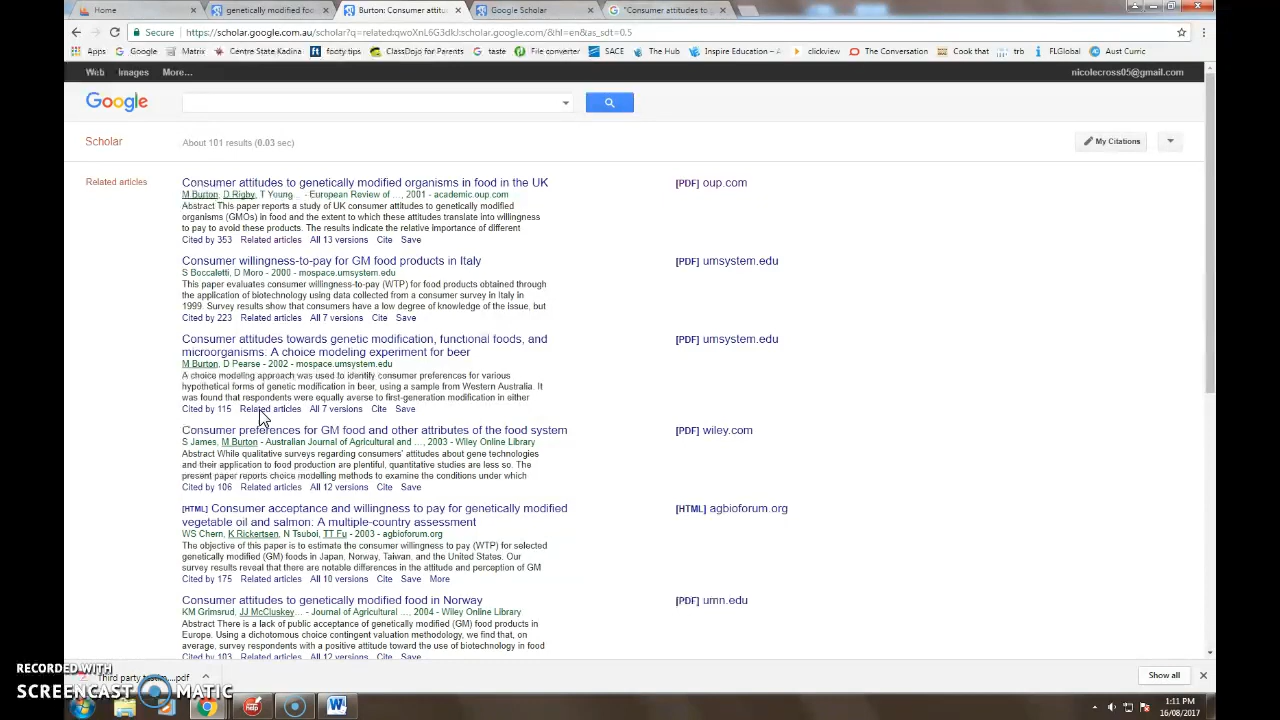 Home
genetically modified foo
Burton: Consumer attitu
Google Scholar
"Consumer attitudes to g
Secure
https://scholar.google.com.au/scholar?q=related:qwoXnL6G3dkJ:scholar.google.com/&hl=en&as_sdt=0,5
Apps Google Matrix Centre State Kadina footy tips ClassDojo for Parents taste File converter SACE The Hub Inspire Education - clickview The Conversation Cook that trb FLGlobal Aust Curric
Web Images More... nicolecross05@gmail.com
Google
Scholar About 101 results (0.03 sec) My Citations
Related articles
Consumer attitudes to genetically modified organisms in food in the UK [PDF] oup.com
M Burton, D Rigby, T Young... - European Review of ..., 2001 - academic.oup.com
Abstract This paper reports a study of UK consumer attitudes to genetically modified
organisms (GMOs) in food and the extent to which these attitudes translate into willingness
to pay to avoid these products. The results indicate the relative importance of different
Cited by 353 Related articles All 13 versions Cite Save
Consumer willingness-to-pay for GM food products in Italy [PDF] umsystem.edu
S Boccaletti, D Moro - 2000 - mospace.umsystem.edu
This paper evaluates consumer willingness-to-pay (WTP) for food products obtained through
the application of biotechnology using data collected from a consumer survey in Italy in
1999. Survey results show that consumers have a low degree of knowledge of the issue, but
Cited by 223 Related articles All 7 versions Cite Save
Consumer attitudes towards genetic modification, functional foods, and [PDF] umsystem.edu
microorganisms: A choice modeling experiment for beer
M Burton, D Pearse - 2002 - mospace.umsystem.edu
A choice modeling approach was used to identify consumer preferences for various
hypothetical forms of genetic modification in beer, using a sample from Western Australia. It
was found that respondents were equally averse to first-generation modification in either
Cited by 115 Related articles All 7 versions Cite Save
Consumer preferences for GM food and other attributes of the food system [PDF] wiley.com
S James, M Burton - Australian Journal of Agricultural and ..., 2003 - Wiley Online Library
Abstract While qualitative surveys regarding consumers' attitudes about gene technologies
and their application to food production are plentiful, quantitative studies are less so. The
present paper reports choice modelling methods to examine the conditions under which
Cited by 106 Related articles All 12 versions Cite Save
[HTML] Consumer acceptance and willingness to pay for genetically modified [HTML] agbioforum.org
vegetable oil and salmon: A multiple-country assessment
WS Chern, K Rickertsen, N Tsuboi, TT Fu - 2003 - agbioforum.org
The objective of this paper is to estimate the consumer willingness to pay (WTP) for selected
genetically modified (GM) foods in Japan, Norway, Taiwan, and the United States. Our
survey results reveal that there are notable differences in the attitude and perception of GM
Cited by 175 Related articles All 10 versions Cite Save More
Consumer attitudes to genetically modified food in Norway [PDF] umn.edu
KM Grimsrud, JJ McCluskey... - Journal of Agricultural ..., 2004 - Wiley Online Library
Abstract There is a lack of public acceptance of genetically modified (GM) food products in
Europe. Using a dichotomous choice contingent valuation methodology, we find that, on
average, survey respondents with a positive attitude toward the use of biotechnology in food
Cited by 103 Related articles All 12 versions Cite Save
RECORDED WITH
SCREENCAST MATIC
Third party testim....pdf
Show all
1:11 PM
16/08/2017